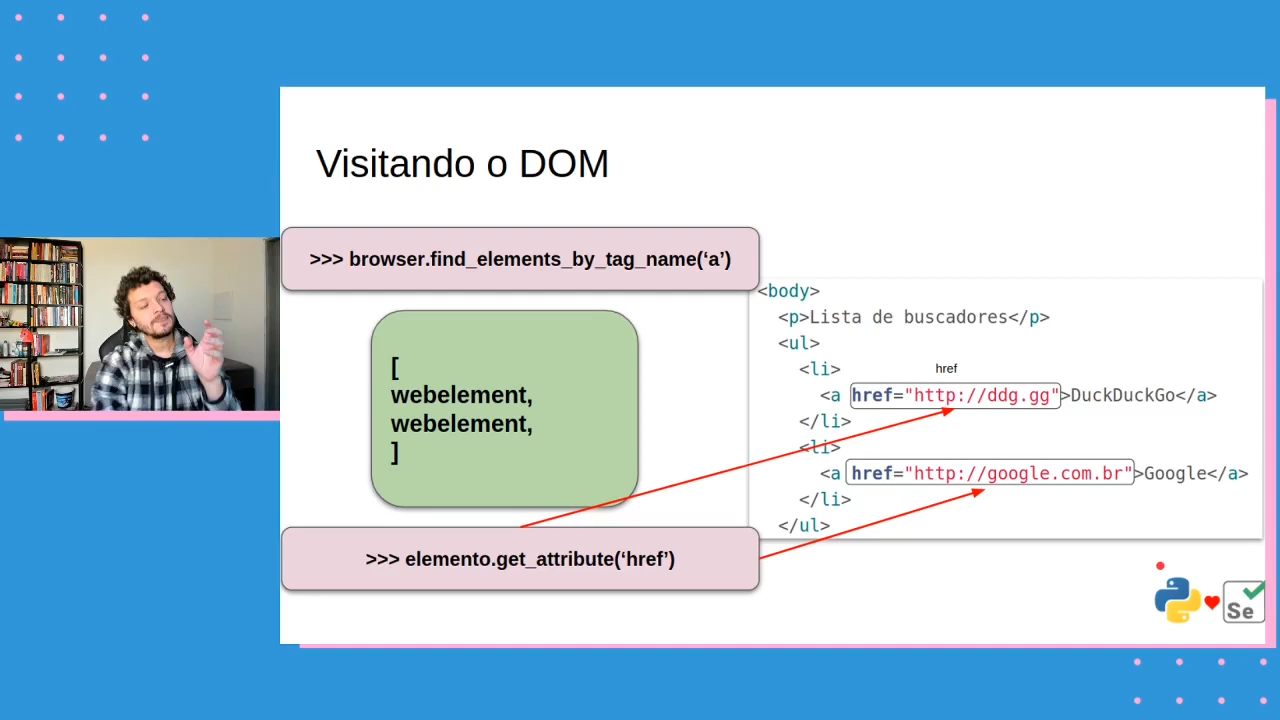 Visitando o DOM
>>> browser.find_elements_by_tag_name(‘a’)
[
webelement,
webelement,
]
>>> elemento.get_attribute(‘href’)
<body>
<p>Lista de buscadores</p>
<ul>
<li>
href
<a href="http://ddg.gg">DuckDuckGo</a>
</li>
<li>
<a href="http://google.com.br">Google</a>
</li>
</ul>
Se